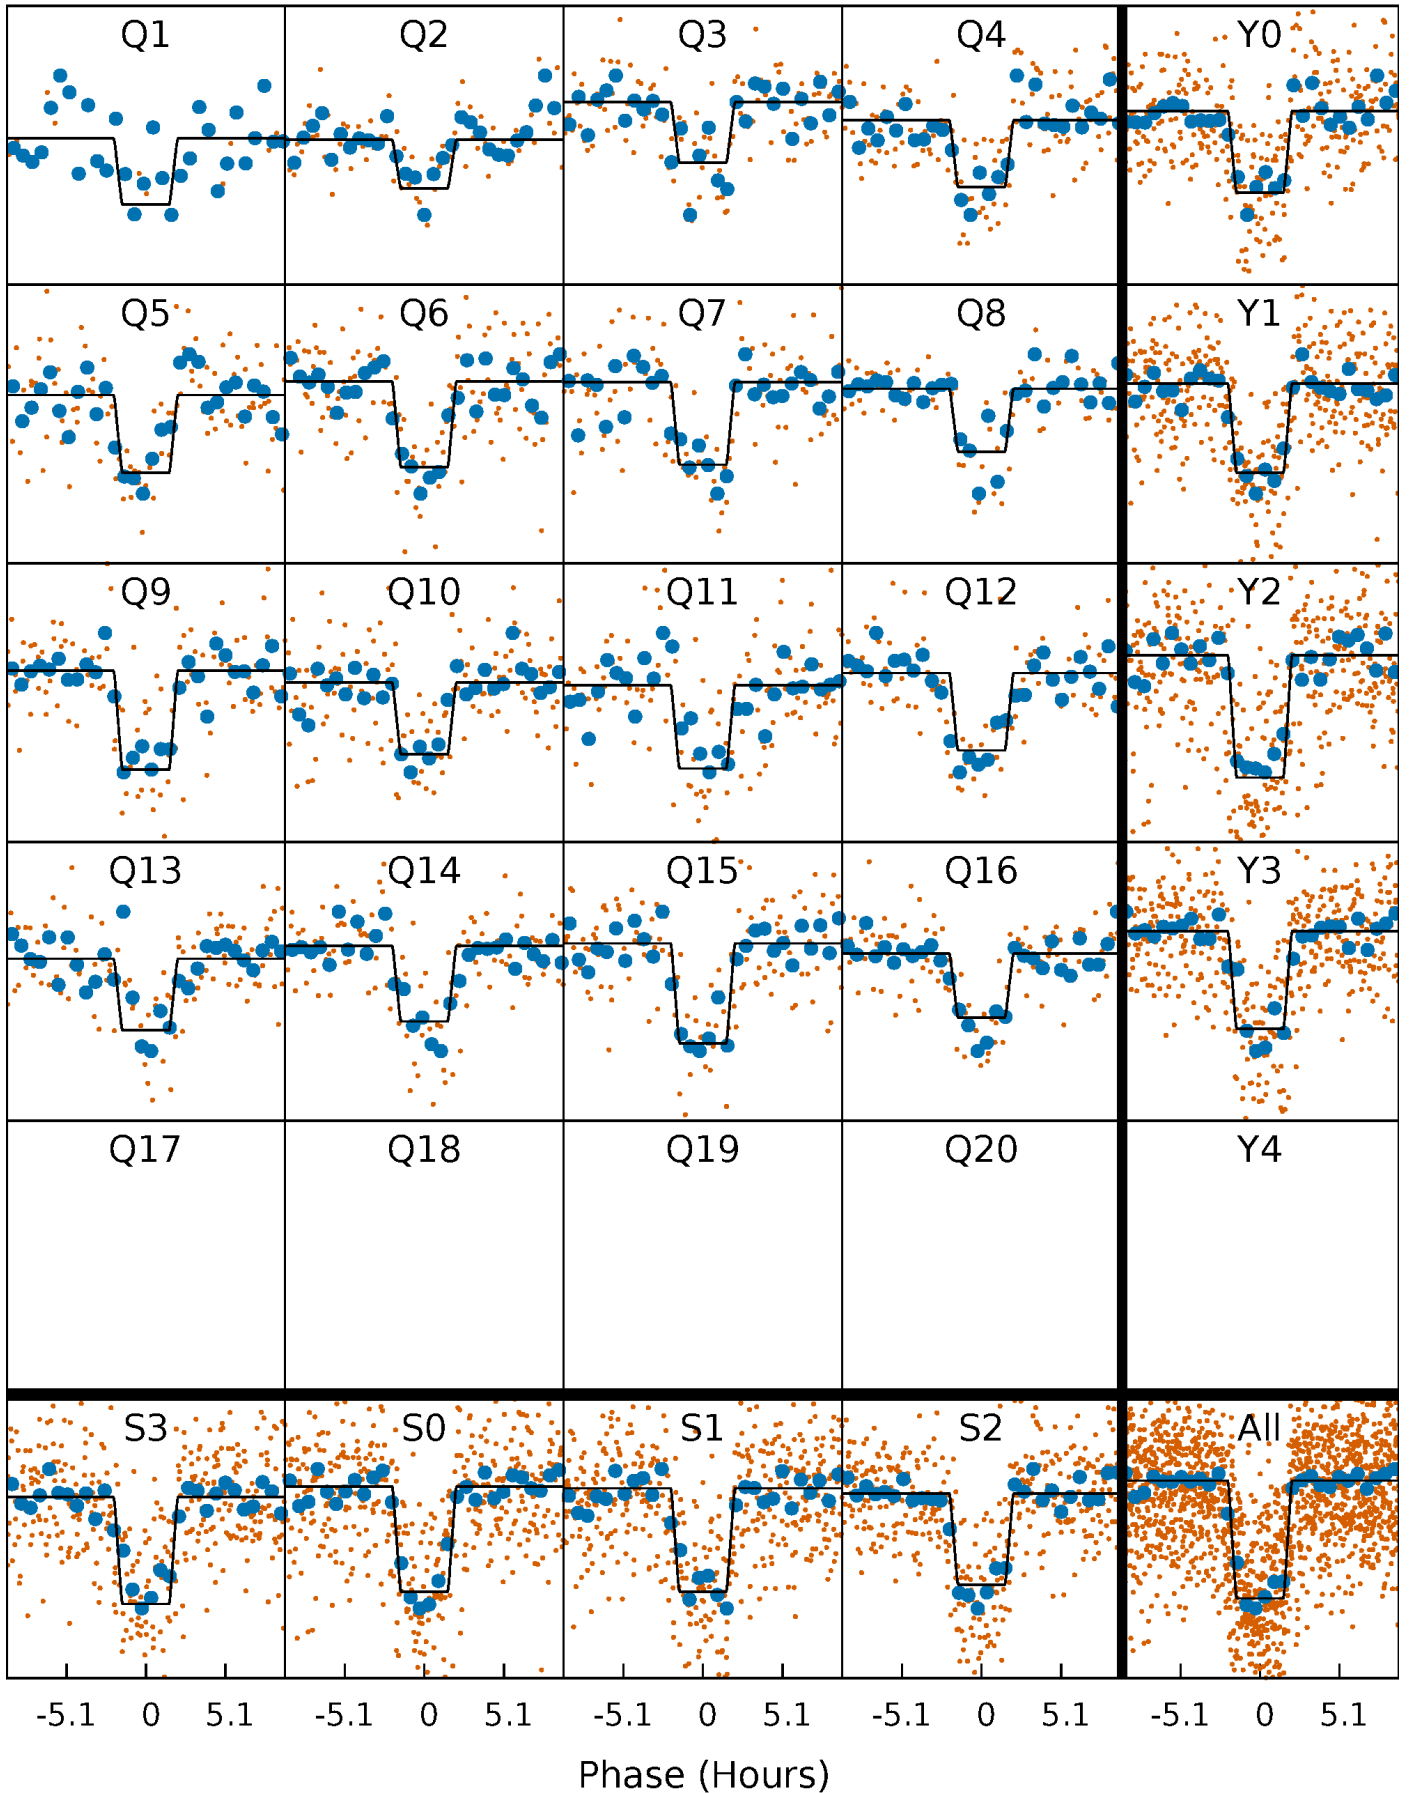 Q1 Q2 Q3 Q4 Y0
Q5 Q6 Q7 Q8 Y1
Q9 Q10 Q11 Q12 Y2
Q13 Q14 Q15 Q16 Y3
Q17 Q18 Q19 Q20 Y4
S3 S0 S1 S2 All
-5.1 0 5.1 -5.1 0 5.1 -5.1 0 5.1 -5.1 0 5.1 -5.1 0 5.1
Phase (Hours)